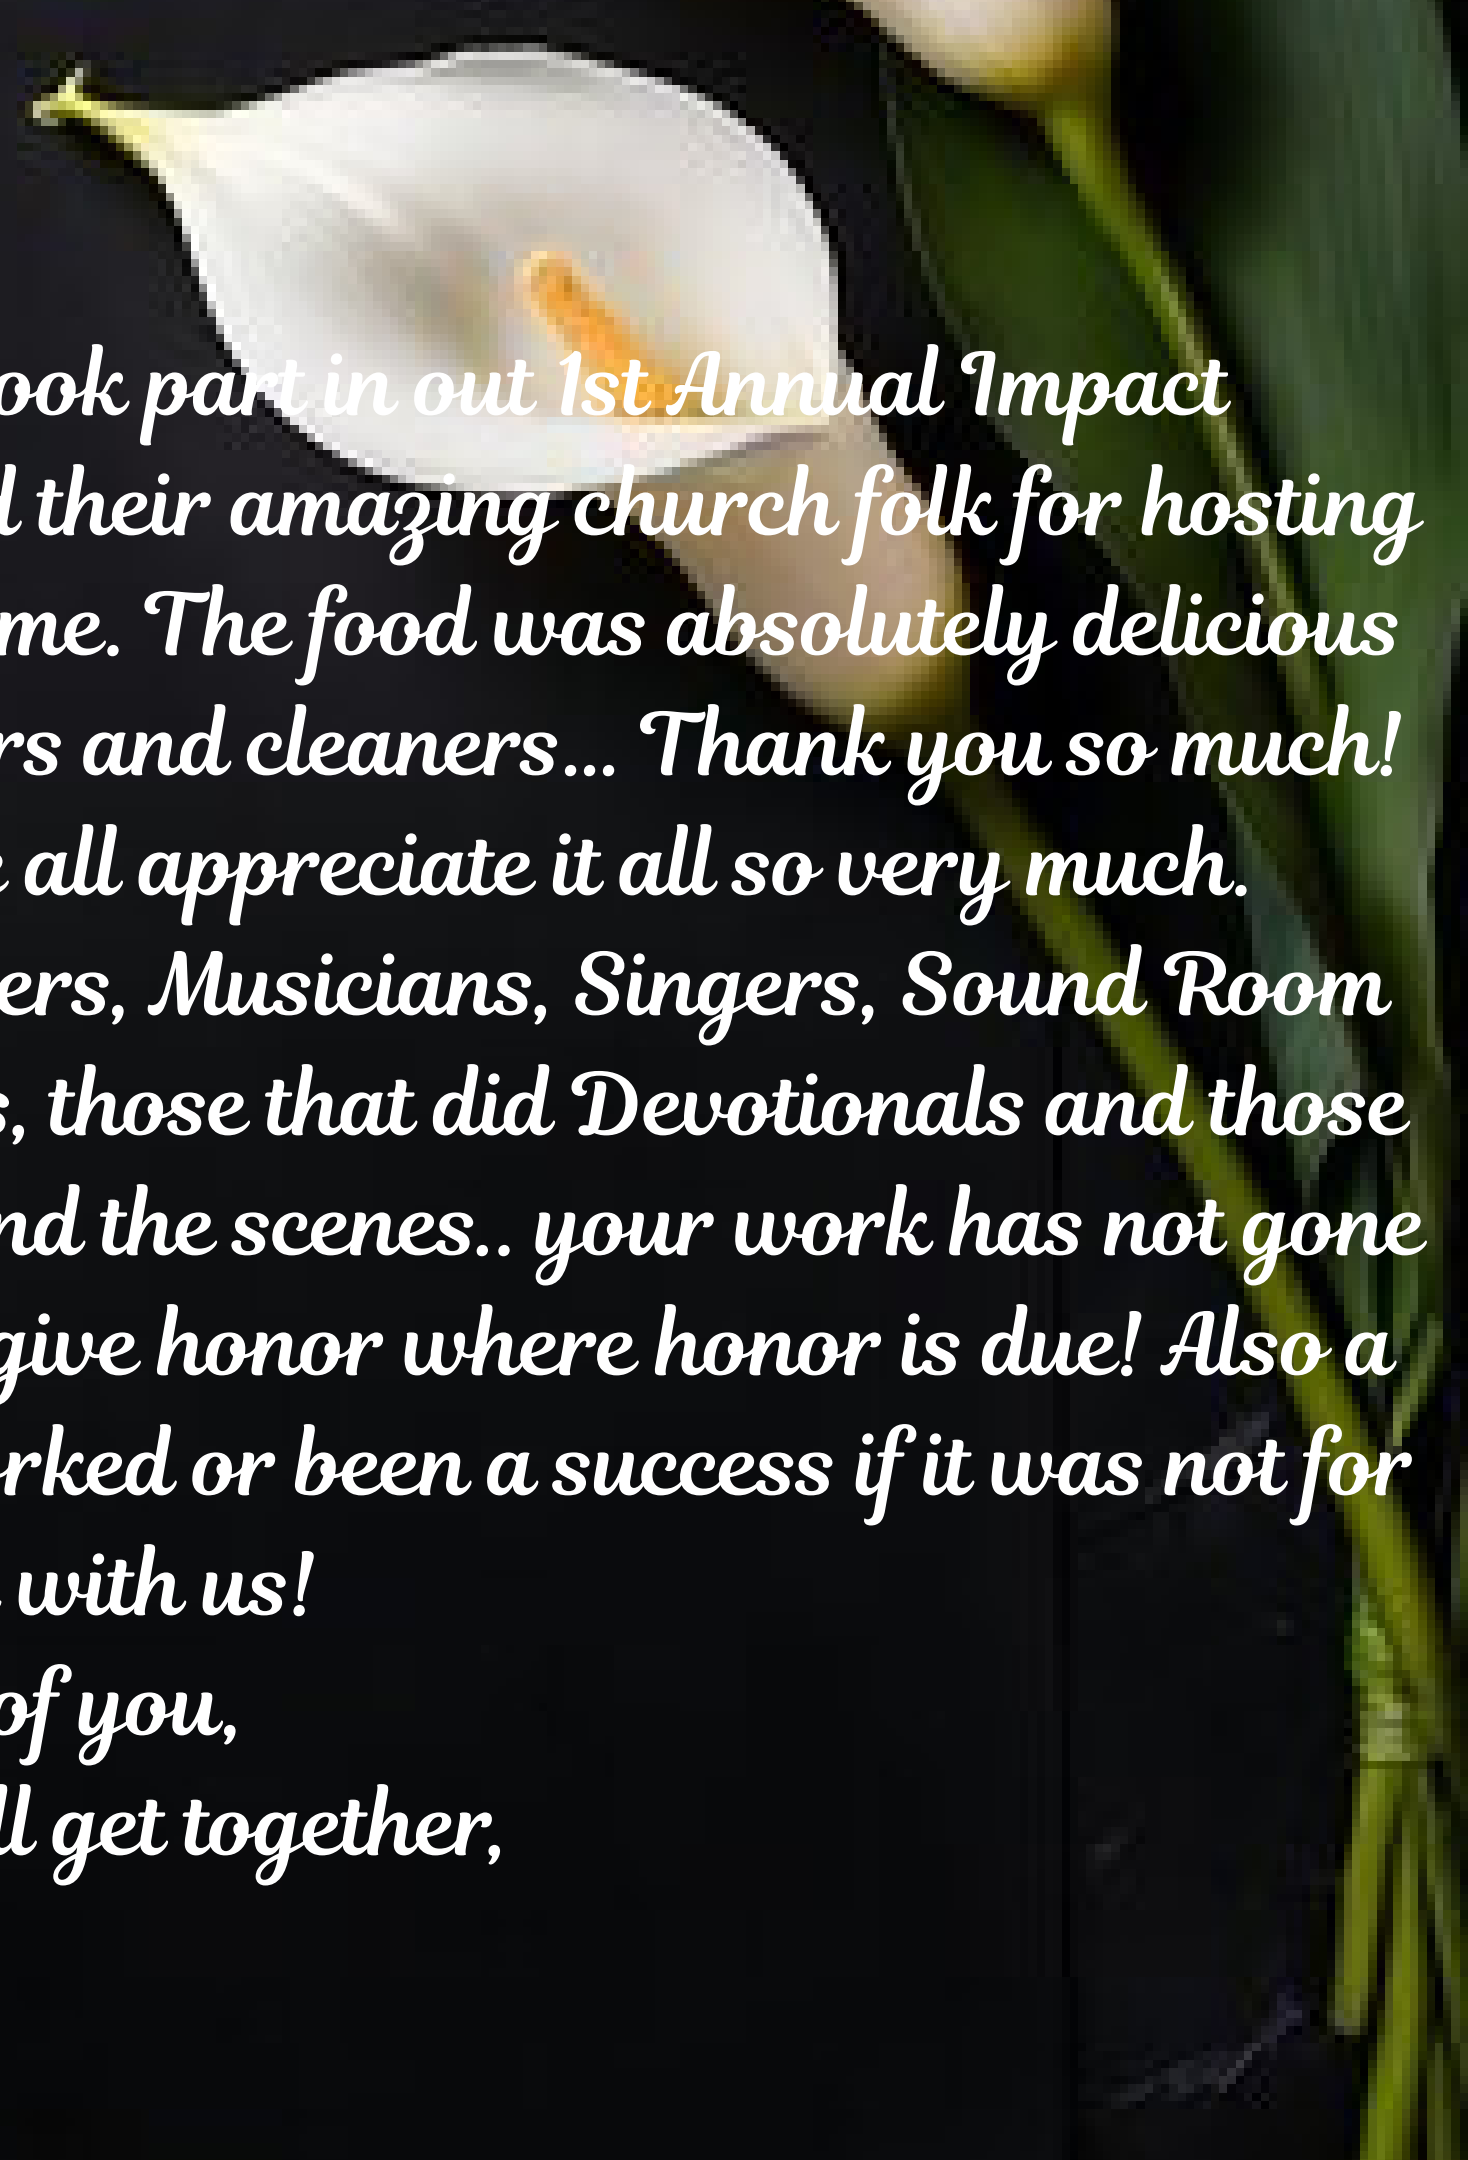 ook part in out 1st Annual Impact
their amazing church folk for hosting
me. The food was absolutely delicious
rs and cleaners... Thank you so much!
all appreciate it all so very much.
ers, Musicians, Singers, Sound Room
s, those that did Devotionals and those
nd the scenes.. your work has not gone
give honor where honor is due! Also a
rked or been a success if it was not for
with us!
of you,
ll get together,